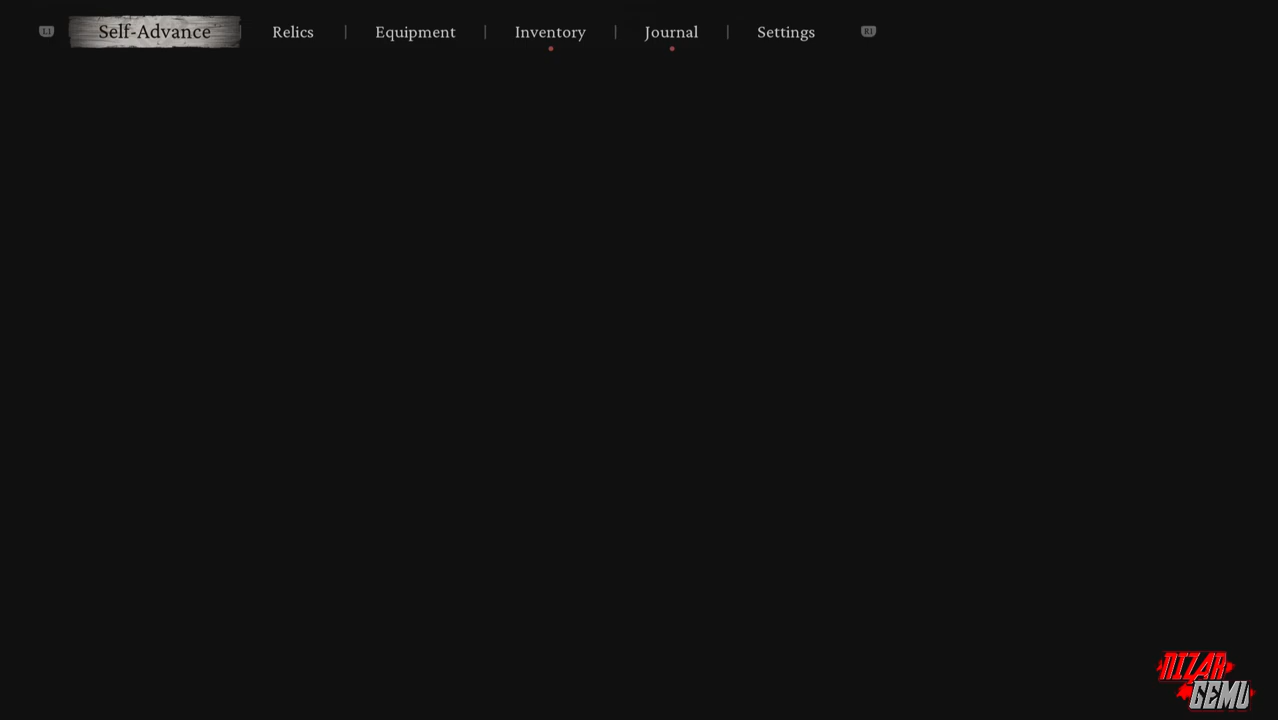 L1 Self-Advance Relics Equipment Inventory Journal Settings R1
NIZAR
GEMU